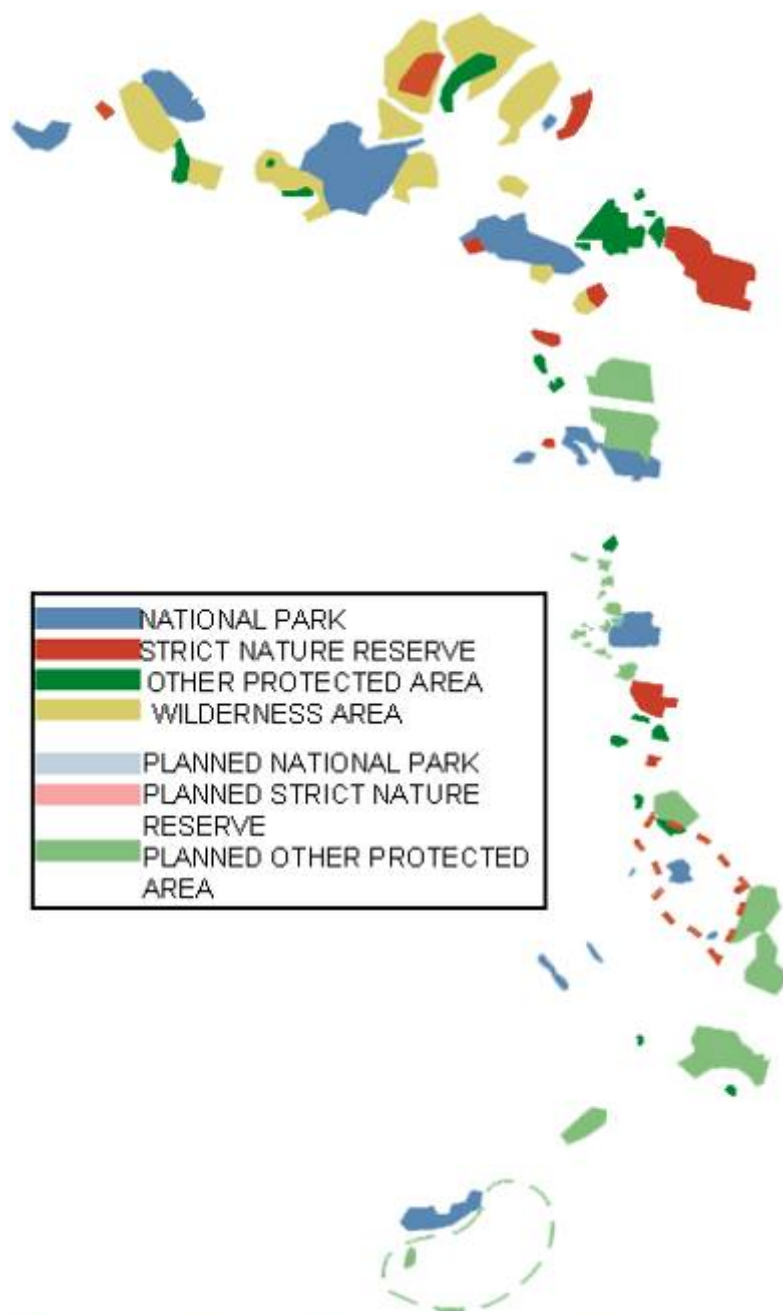 NATIONAL PARK
STRICT NATURE RESERVE
OTHER PROTECTED AREA
WILDERNESS AREA
PLANNED NATIONAL PARK
PLANNED STRICT NATURE
RESERVE
PLANNED OTHER PROTECTED
AREA